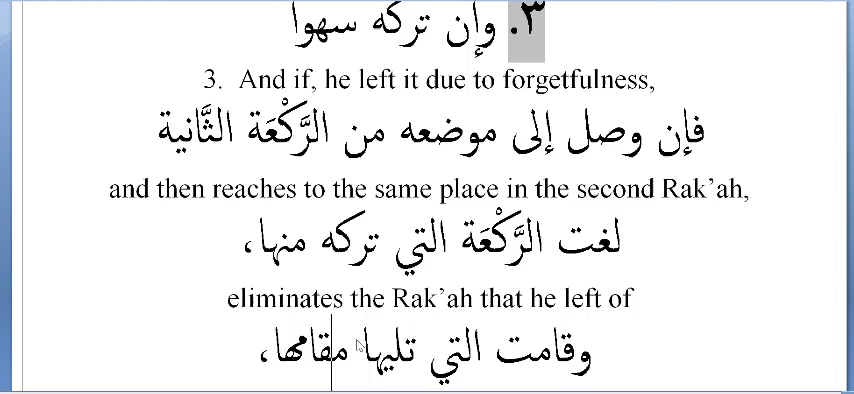 ٣. وإن تركه سهوا
3. And if, he left it due to forgetfulness,
فإن وصل إلى موضعه من الرَّكْعَة الثَّانية
and then reaches to the same place in the second Rak’ah,
لغت الرَّكْعَة التي تركه منها،
eliminates the Rak’ah that he left of
وقامت التي تليها مقامها،